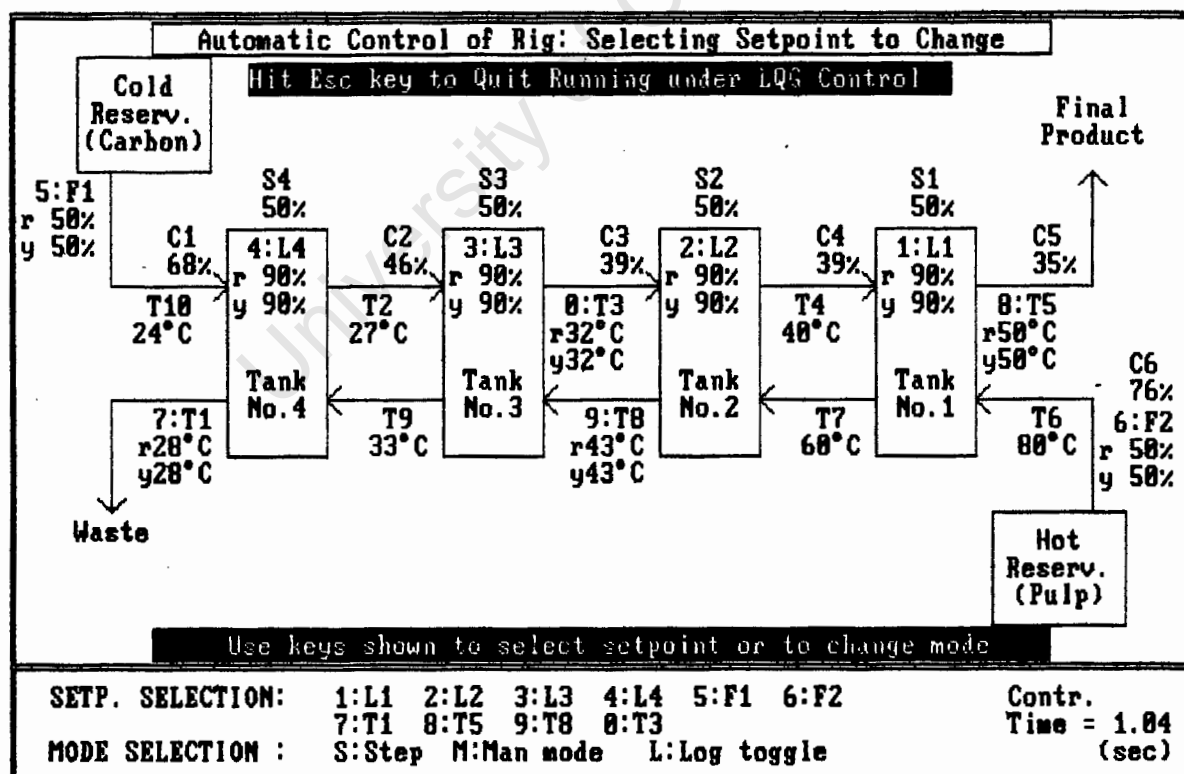 Automatic Control of Rig: Selecting Setpoint to Change
Hit Esc key to Quit Running under LQG Control
Cold
Reserv.
(Carbon)
Final
Product
5:F1
r 50%
y 50%
S4
50%
S3
50%
S2
50%
S1
50%
C1
68%
4:L4
r 90%
y 90%
C2
46%
3:L3
r 90%
y 90%
C3
39%
2:L2
r 90%
y 90%
C4
39%
1:L1
r 90%
y 90%
C5
35%
T10
24°C
T2
27°C
0:T3
r32°C
y32°C
T4
40°C
8:T5
r50°C
y50°C
Tank
No.4
Tank
No.3
Tank
No.2
Tank
No.1
C6
76%
6:F2
r 50%
y 50%
7:T1
r28°C
y28°C
T9
33°C
9:T8
r43°C
y43°C
T7
60°C
T6
80°C
Waste
Hot
Reserv.
(Pulp)
Use keys shown to select setpoint or to change mode
SETP. SELECTION: 1:L1 2:L2 3:L3 4:L4 5:F1 6:F2
7:T1 8:T5 9:T8 0:T3
MODE SELECTION : S:Step M:Man mode L:Log toggle
Contr.
Time = 1.04
(sec)
University